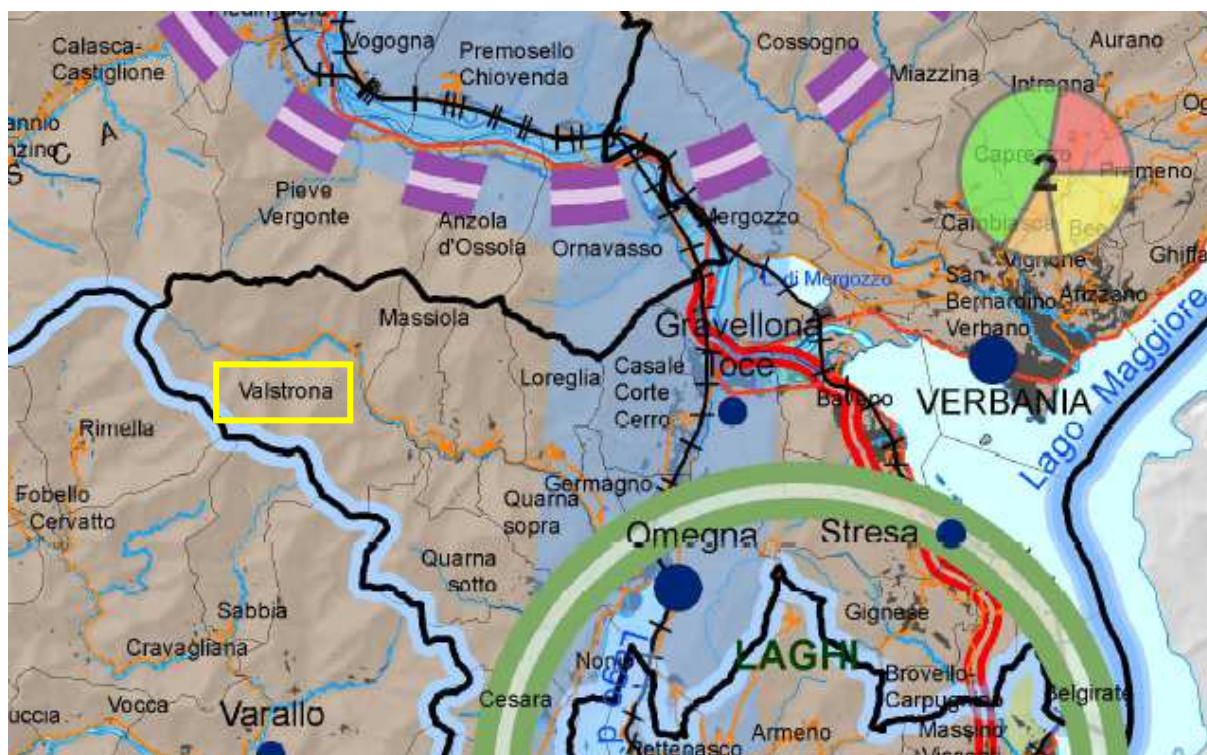 Vogogna
Calasca-
Castiglione
Premosello
Chiovenda
Cossogno
Miazzina
Aurano
Intragna
C A
Caprezzo
2
Premeno
Pieve
Vergonte
Anzola
d'Ossola
Ornavasso
Mergozzo
Cambiasca
Bee
Vignone
Ghiffa
L. di Mergozzo
San
Bernardino
Verbano
Arizzano
Massiola
Gravellona
Toce
Valstrona
Loreglia
Casale
Corte
Cerro
Baveno
VERBANIA
Lago Maggiore
Rimella
Fobello
Cervatto
Germagno
Quarna
sopra
Omegna
Stresa
Quarna
sotto
Sabbia
Cravagliana
Gignese
LAGHI
Nonio
Lago d
Cesara
Brovello-
Carpugnino
Belgirate
Vocca
Varallo
Armeno
Massino